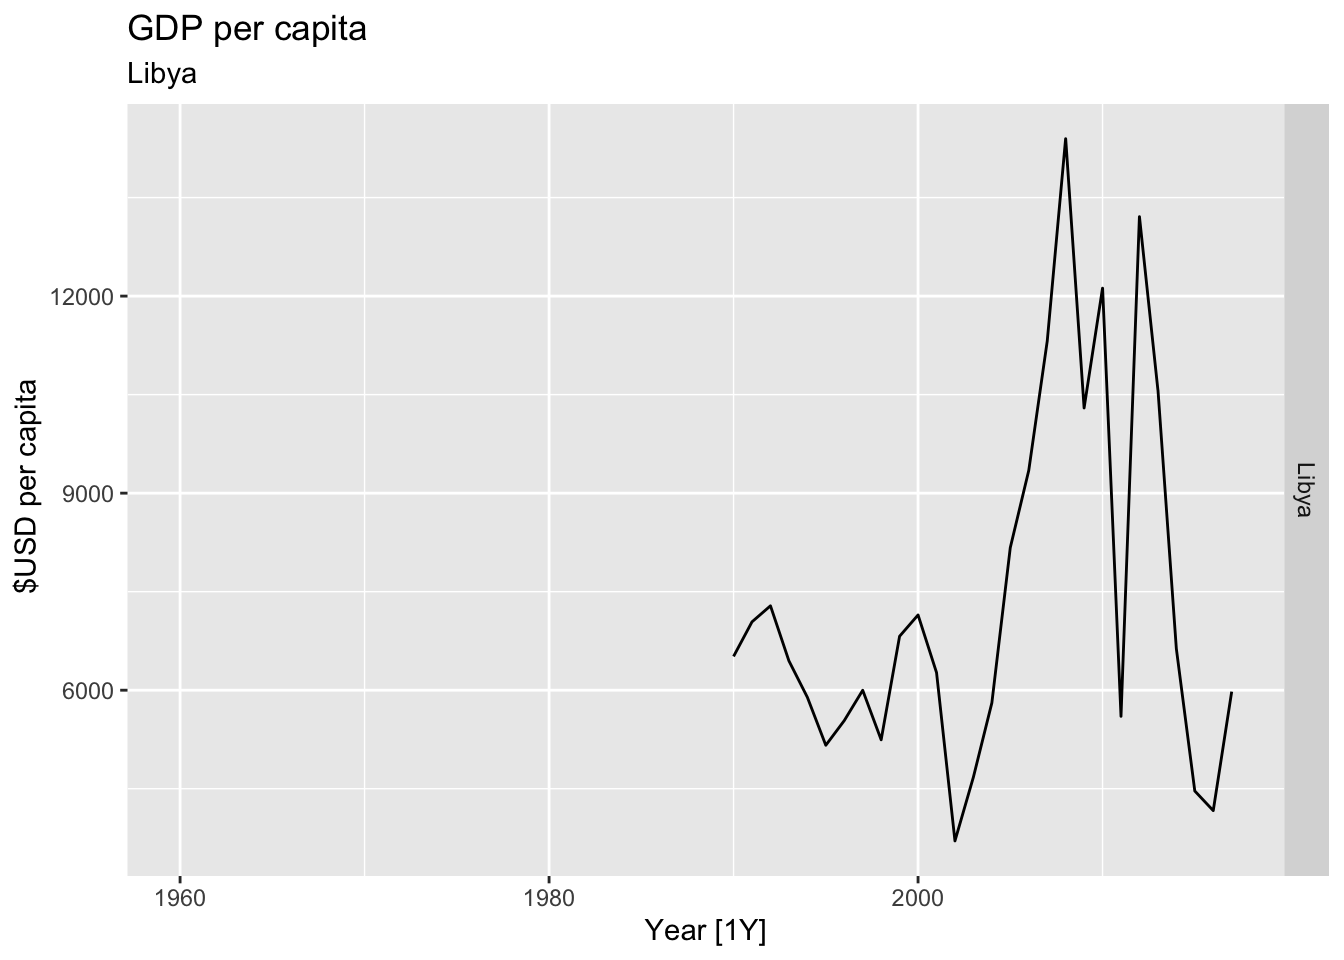 GDP per capita
Libya
$USD per capita
12000
9000
6000
Libya
1960
1980
2000
Year [1Y]